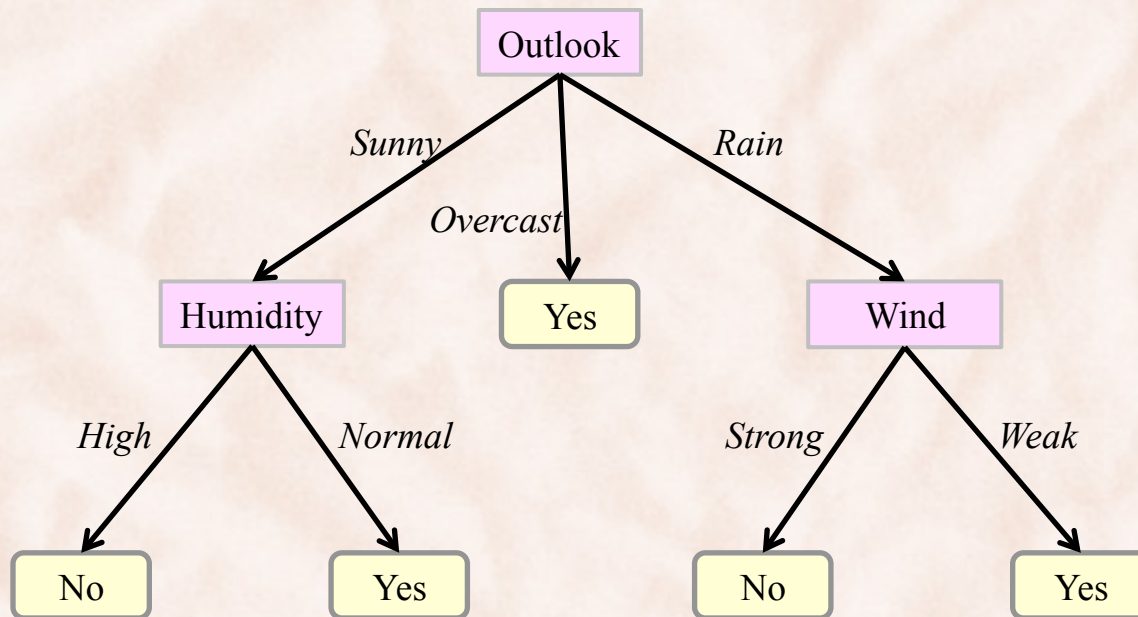 Outlook
Sunny
Rain
Overcast
Humidity
Yes
Wind
High
Normal
Strong
Weak
No
Yes
No
Yes